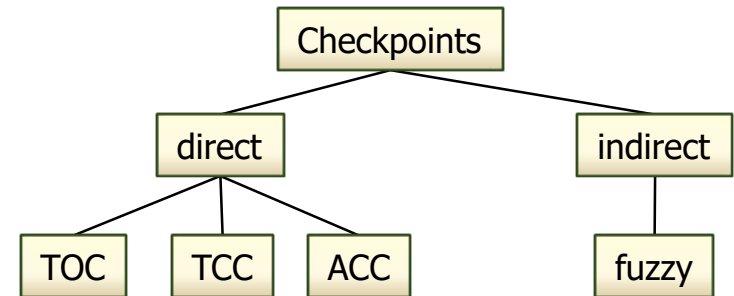 Checkpoints
direct
indirect
TOC
TCC
ACC
fuzzy